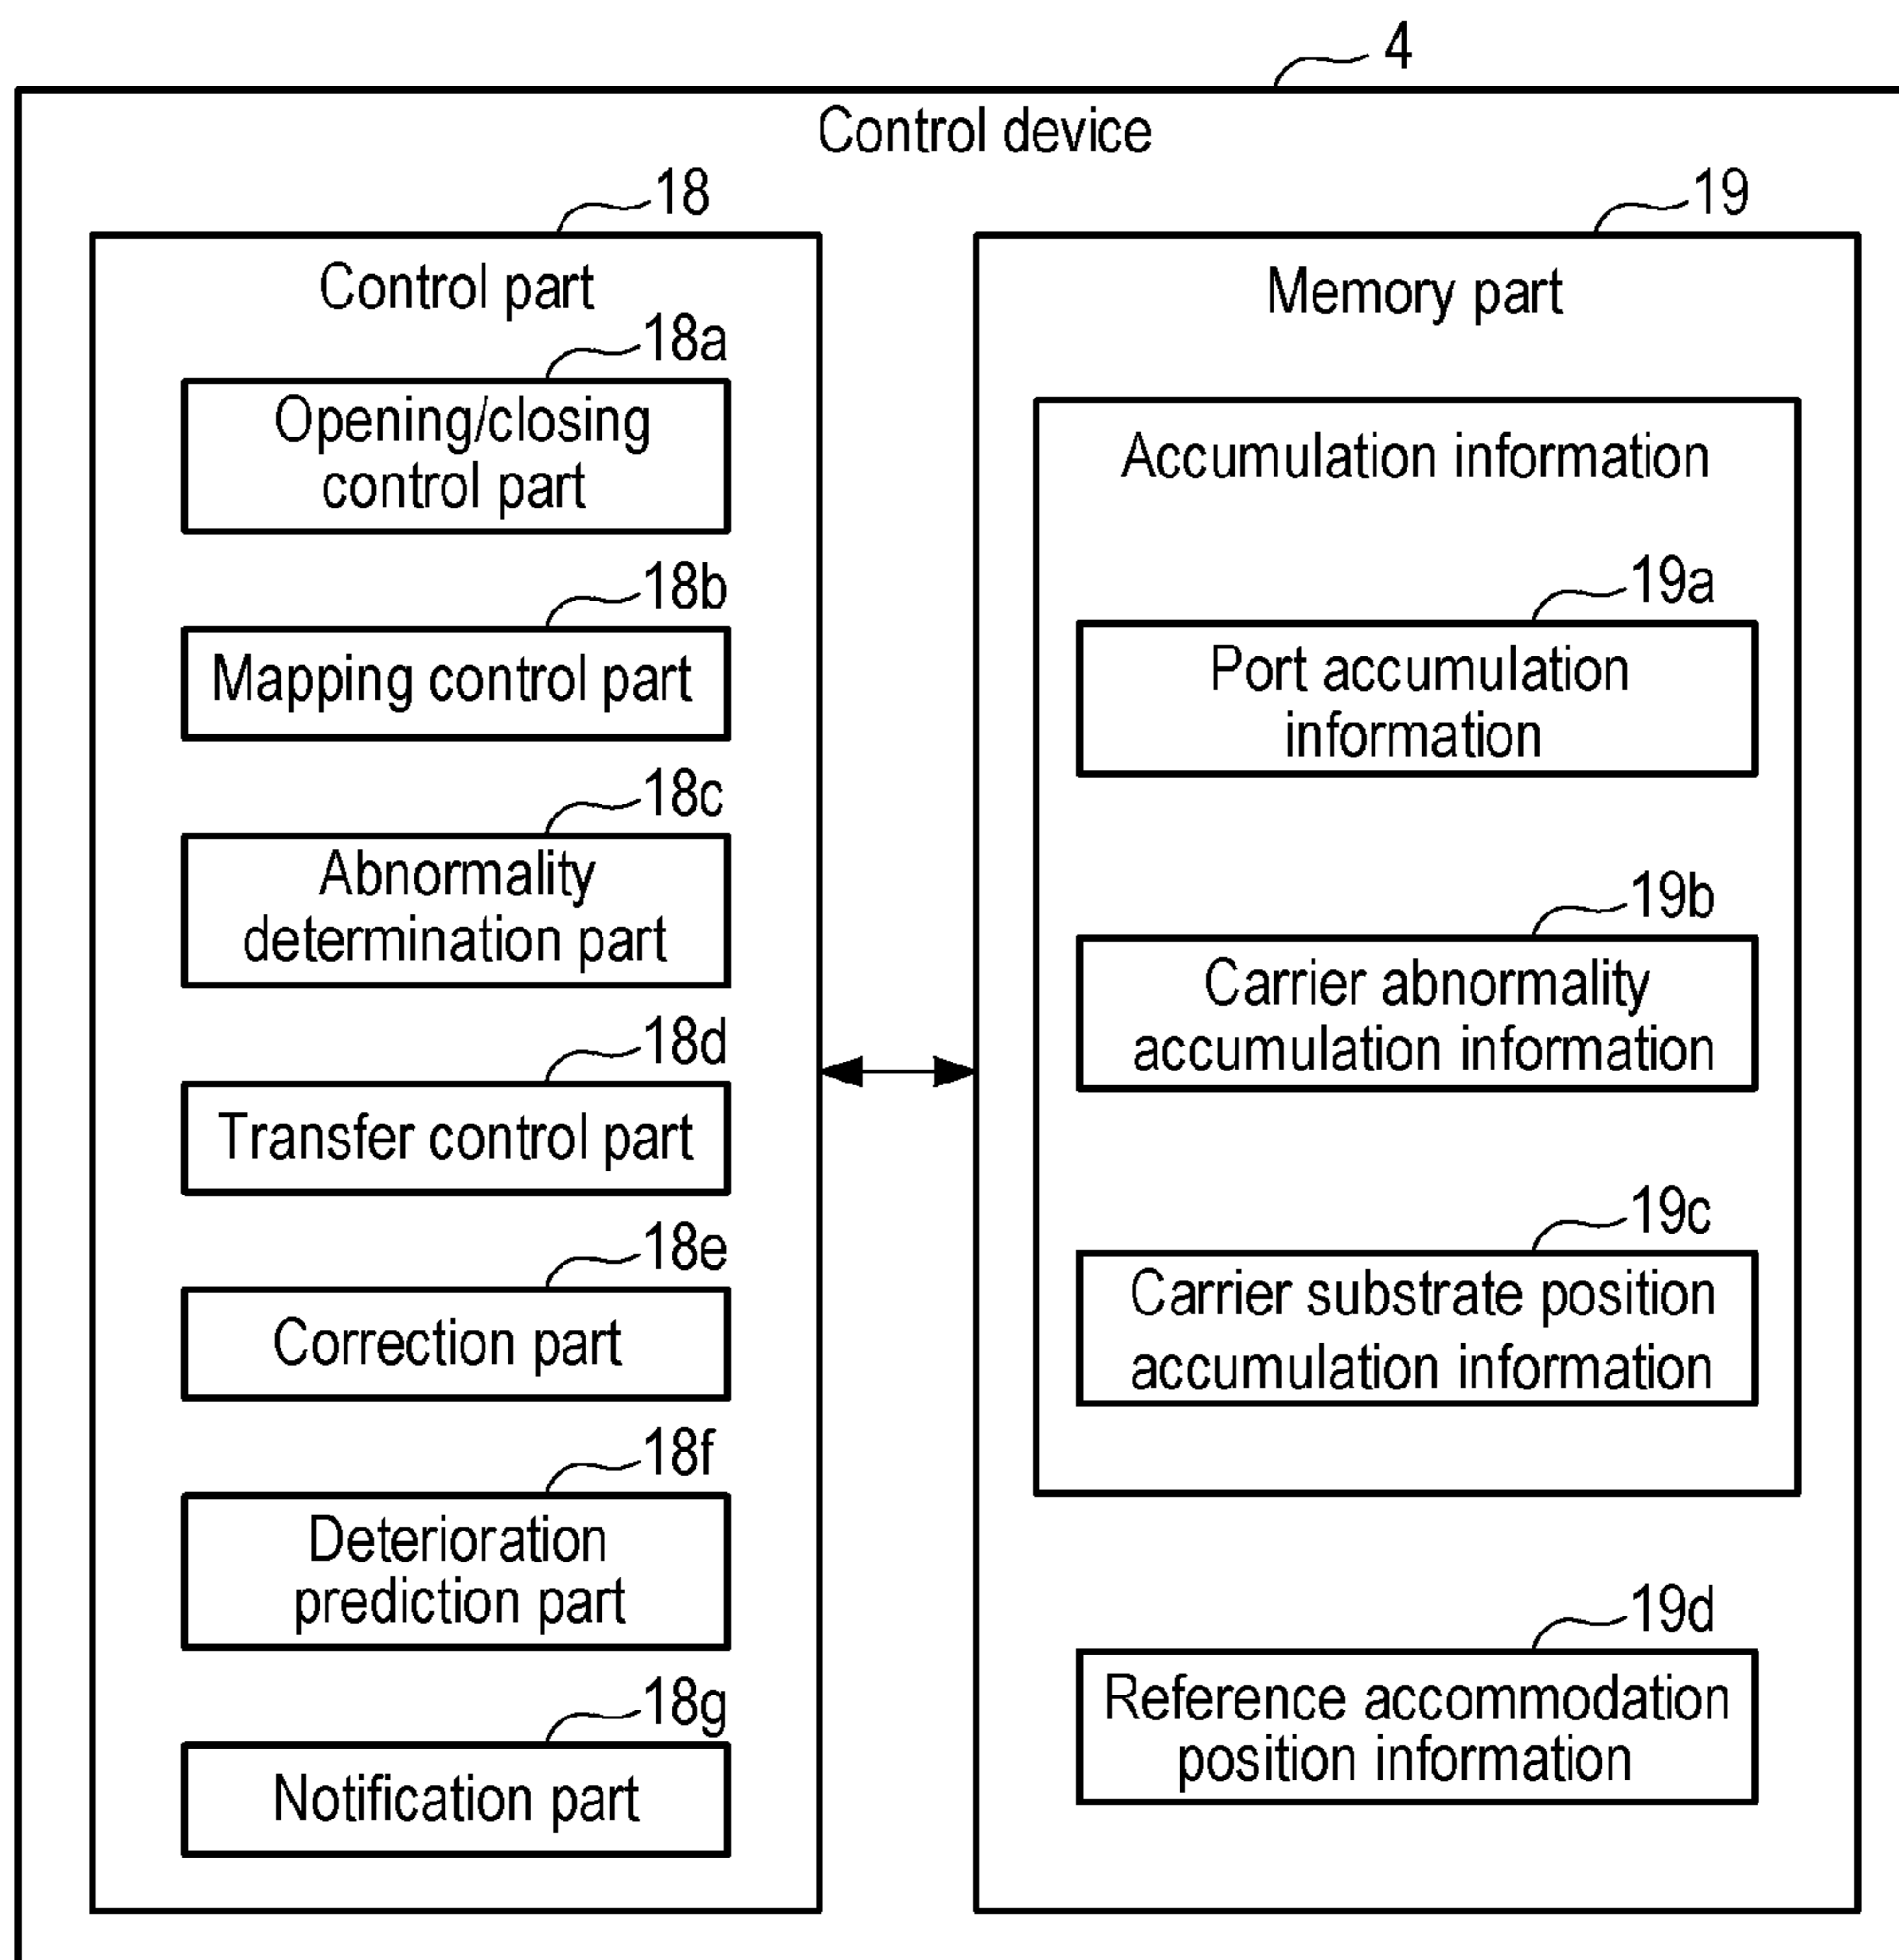 4
Control device
18
Control part
18a
Opening/closing
control part
18b
Mapping control part
18c
Abnormality
determination part
18d
Transfer control part
18e
Correction part
18f
Deterioration
prediction part
18g
Notification part
19
Memory part
Accumulation information
19a
Port accumulation
information
19b
Carrier abnormality
accumulation information
19c
Carrier substrate position
accumulation information
19d
Reference accommodation
position information